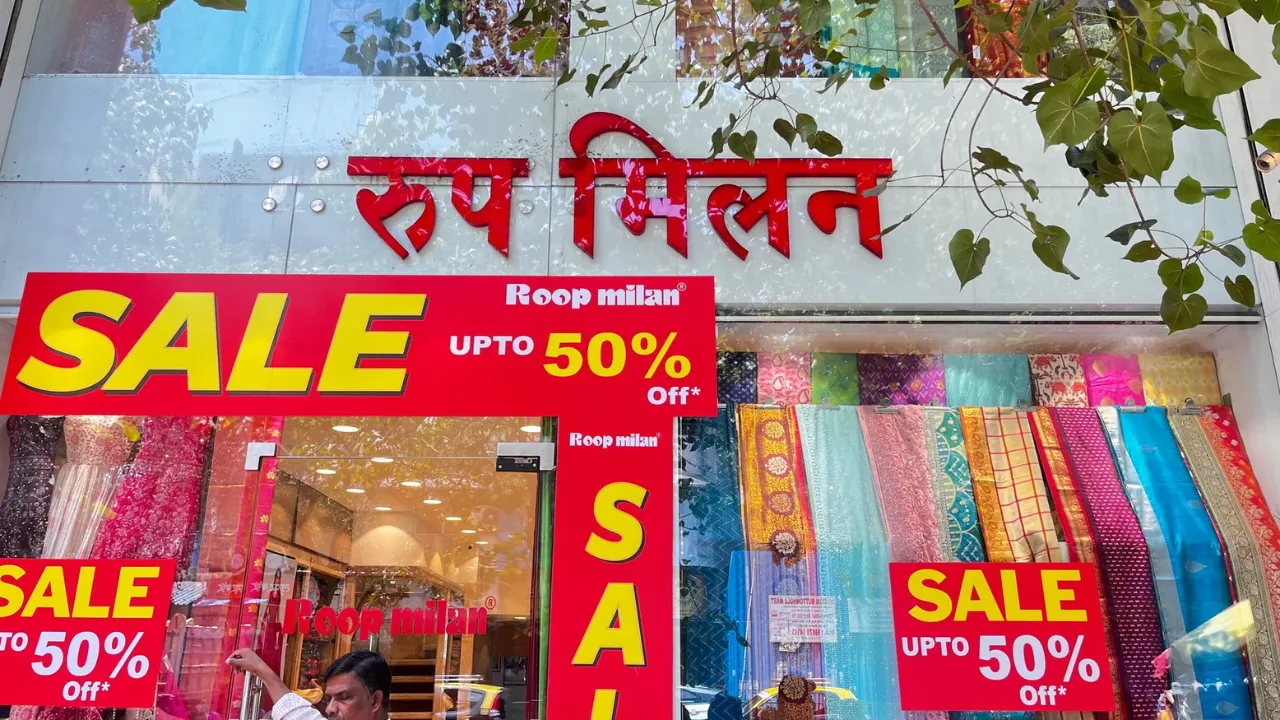 रुप मिलन
Roop milan®
SALE UPTO 50%
Off*
Roop milan®
SAL
Roop milan®
SALE
TO 50%
Off*
SALE
UPTO 50%
Off*